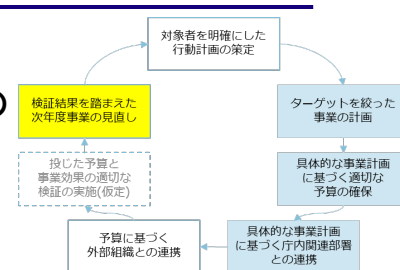 対象者を明確にした
行動計画の策定
ターゲットを絞った
事業の計画
具体的な事業計画
に基づく適切な
予算の確保
具体的な事業計画
に基づく庁内関連部署
との連携
予算に基づく
外部組織との連携
投じた予算と
事業効果の適切な
検証の実施(仮定)
検証結果を踏まえた
次年度事業の見直し